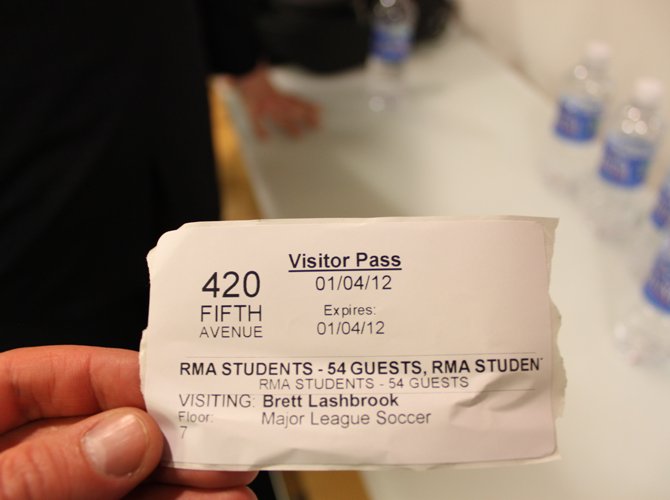 Visitor Pass
420 01/04/12
FIFTH Expires:
AVENUE 01/04/12
RMA STUDENTS - 54 GUESTS, RMA STUDEN
RMA STUDENTS - 54 GUESTS
VISITING: Brett Lashbrook
Floor: Major League Soccer
7